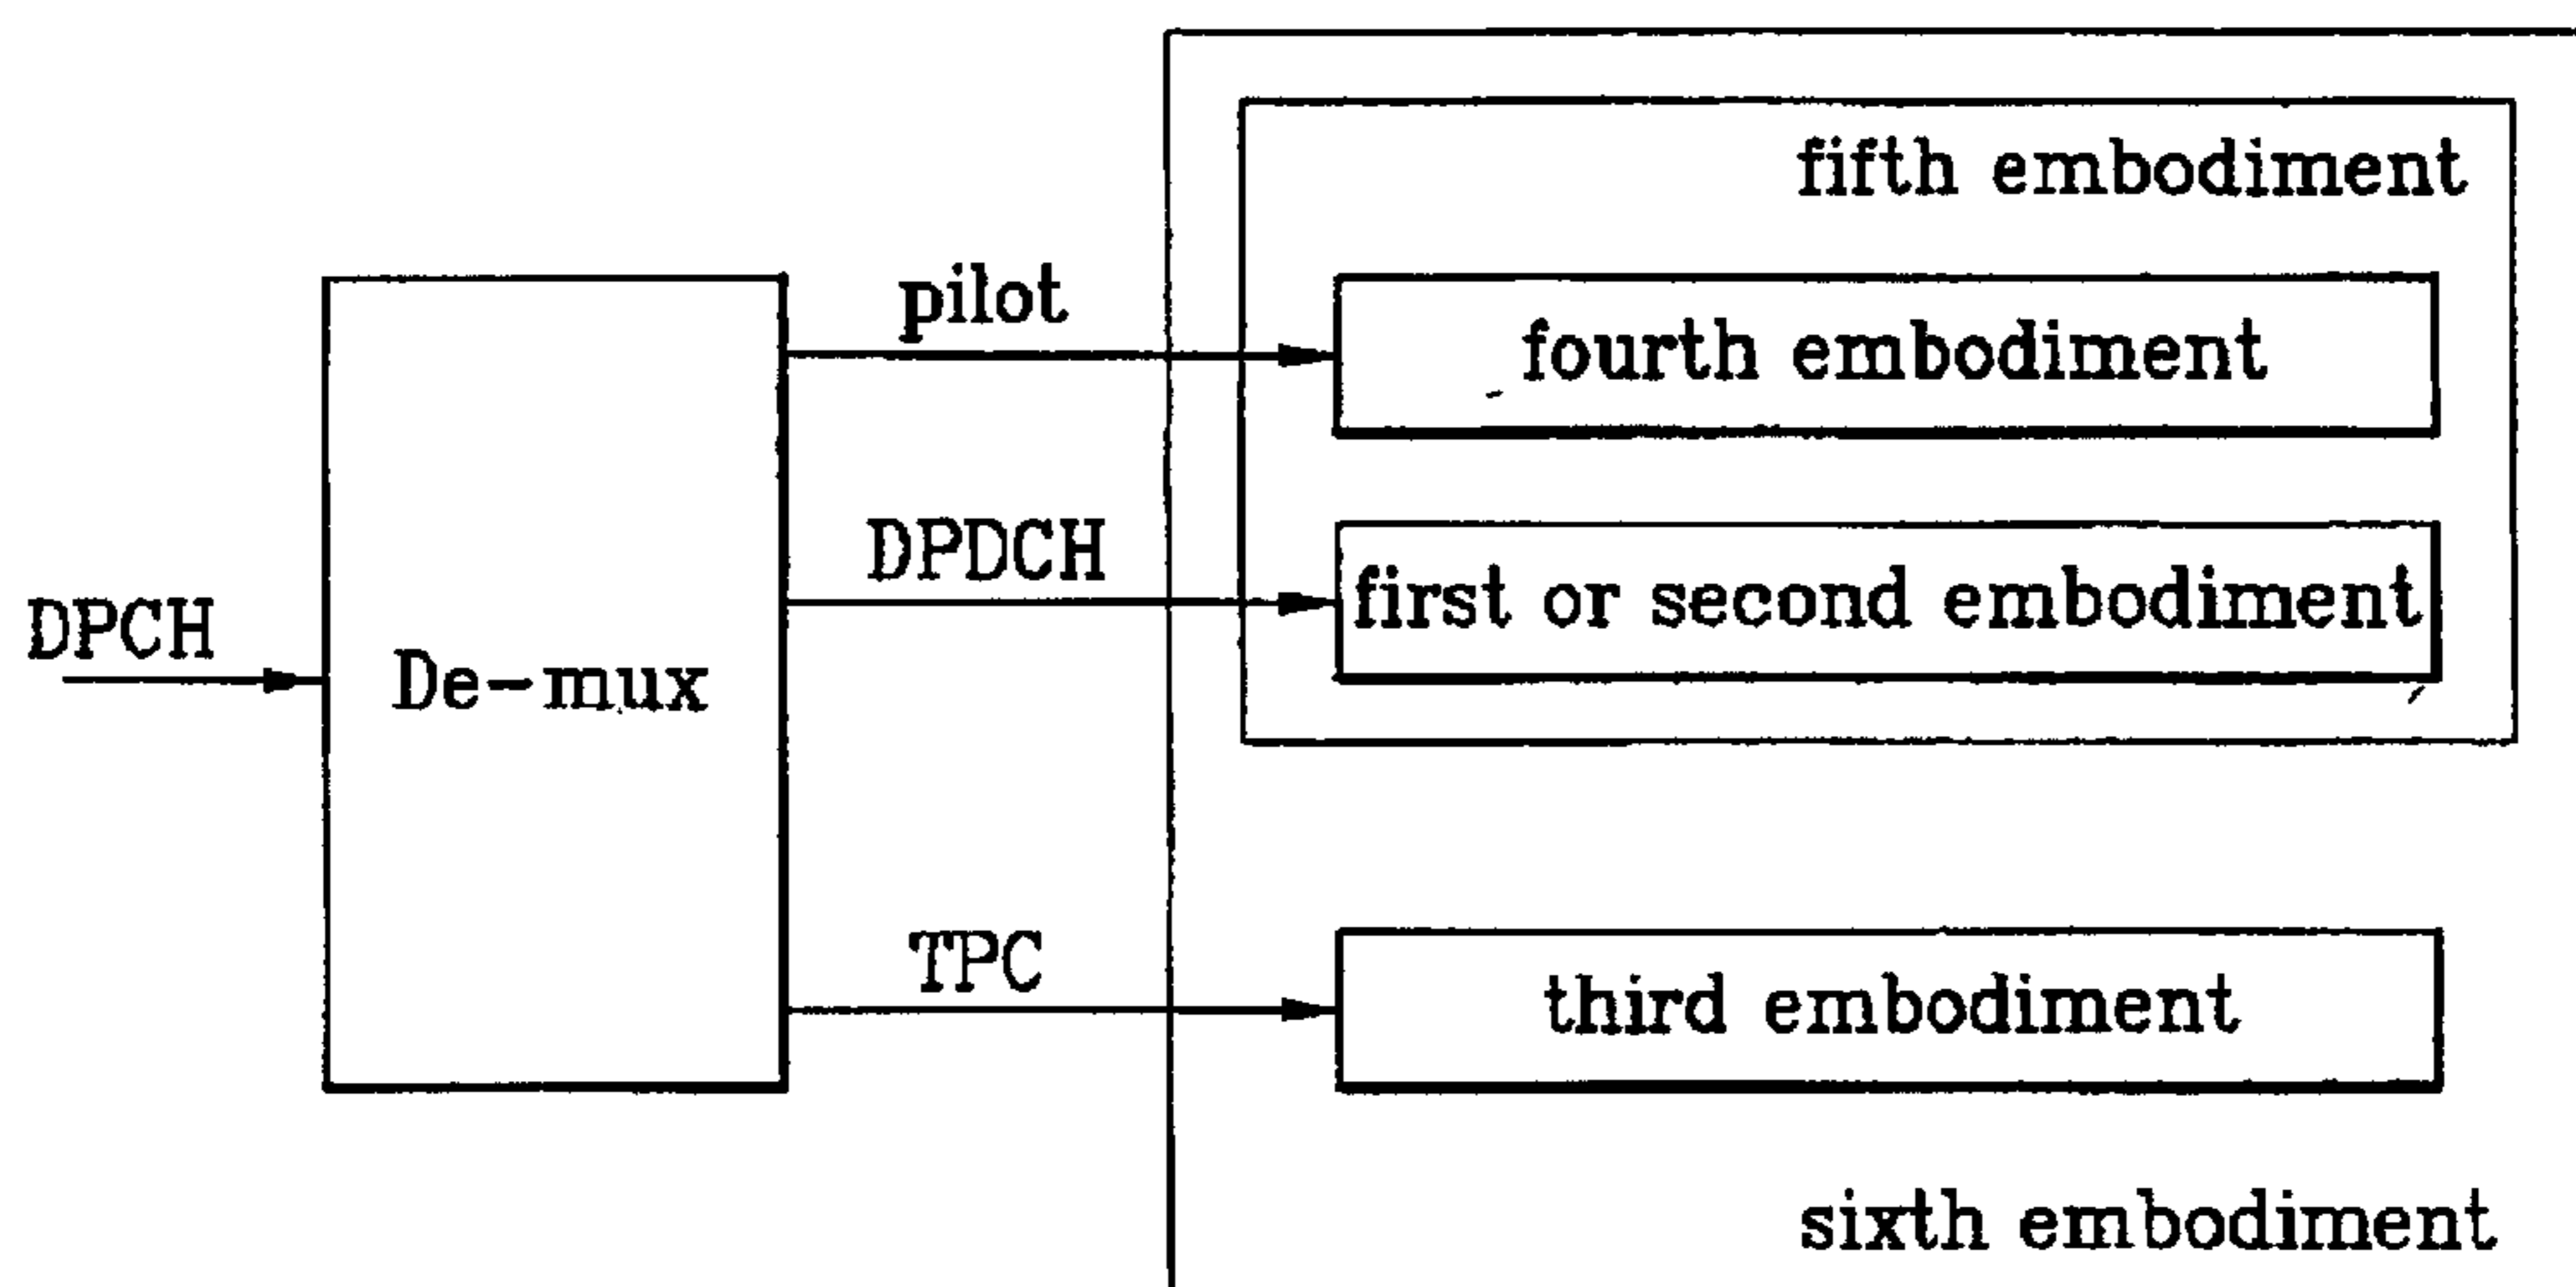 fifth embodiment
pilot
fourth embodiment
DPDCH
first or second embodiment
DPCH
De-mux
TPC
third embodiment
sixth embodiment